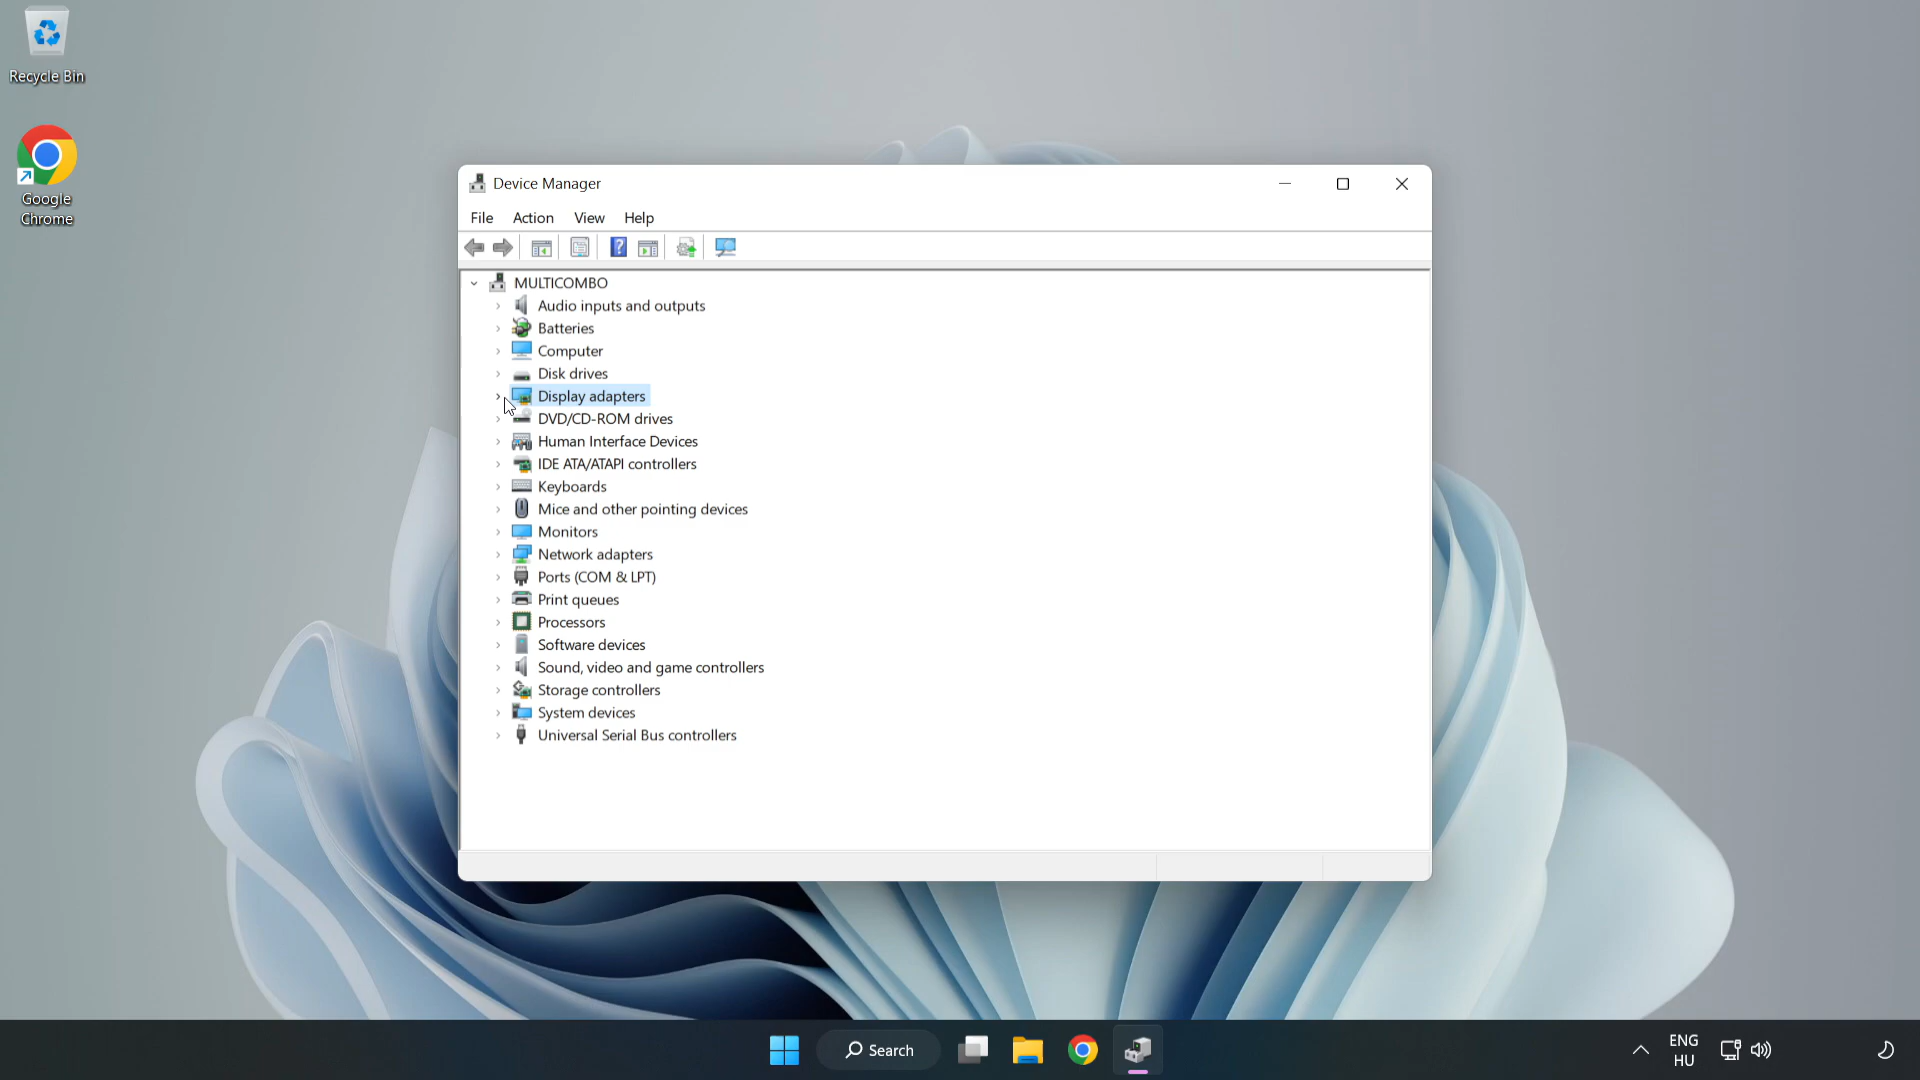 Recycle Bin
Google
Chrome
Device Manager
File Action View Help
MULTICOMBO
Audio inputs and outputs
Batteries
Computer
Disk drives
Display adapters
DVD/CD-ROM drives
Human Interface Devices
IDE ATA/ATAPI controllers
Keyboards
Mice and other pointing devices
Monitors
Network adapters
Ports (COM & LPT)
Print queues
Processors
Software devices
Sound, video and game controllers
Storage controllers
System devices
Universal Serial Bus controllers
Search
ENG
HU